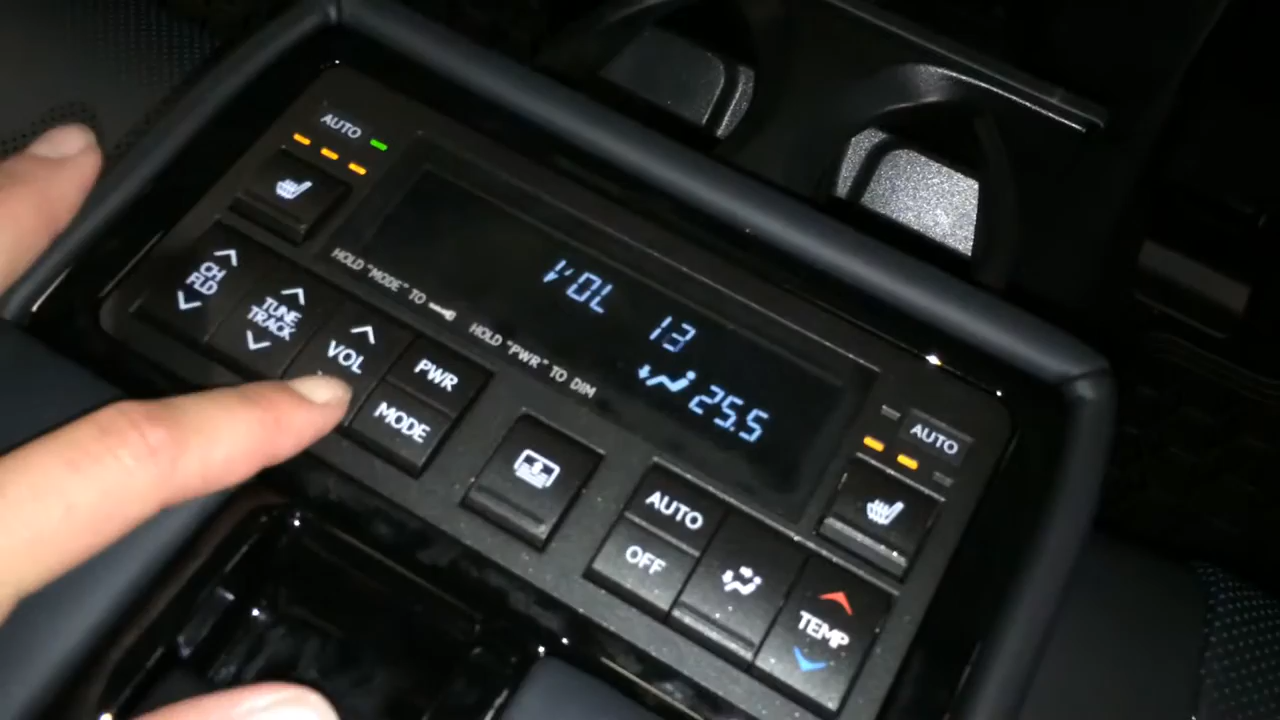 AUTO
VOL
13
25.5
HOLD "MODE" TO
HOLD "PWR" TO DIM
CH
FLD
TUNE
TRACK
VOL
PWR
MODE
AUTO
AUTO
OFF
TEMP